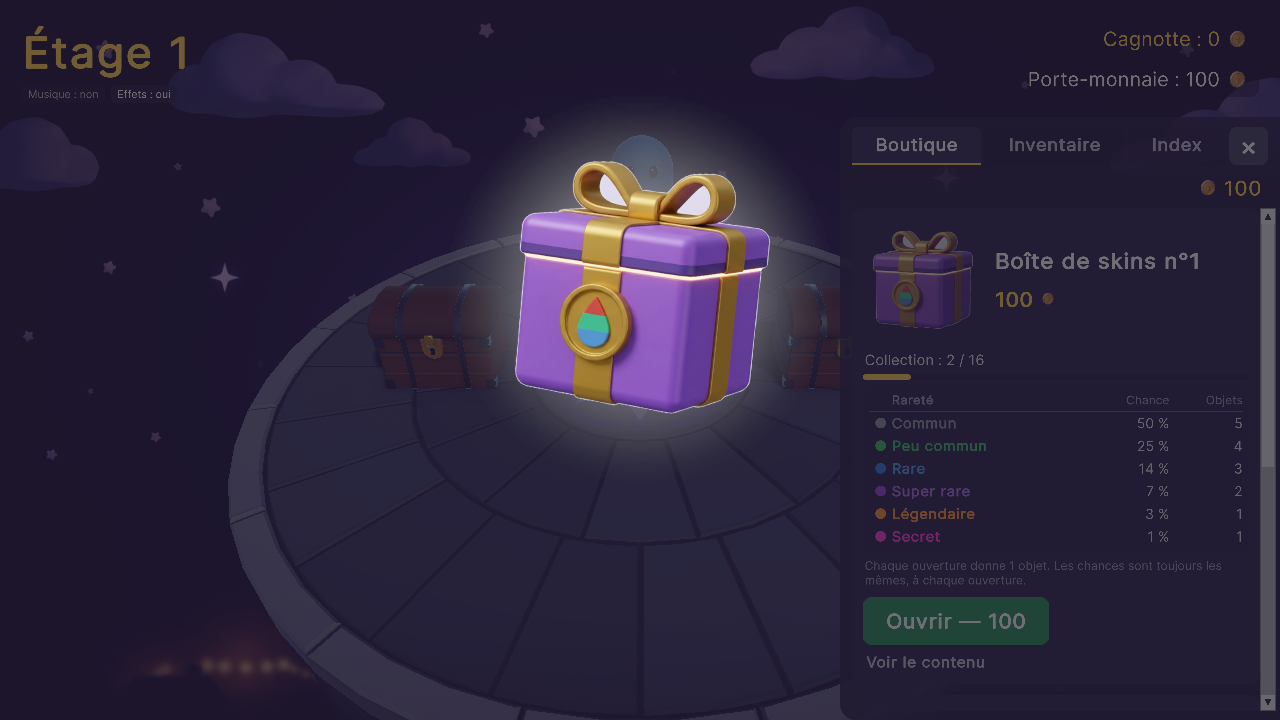 Étage 1
Musique : non Effets : oui
Cagnotte : 0
Porte-monnaie : 100
Boutique Inventaire Index ×
100
Boîte de skins n°1
100
Collection : 2 / 16
Rareté Chance Objets
Commun 50 % 5
Peu commun 25 % 4
Rare 14 % 3
Super rare 7 % 2
Légendaire 3 % 1
Secret 1 % 1
Chaque ouverture donne 1 objet. Les chances sont toujours les
mêmes, à chaque ouverture.
Ouvrir — 100
Voir le contenu